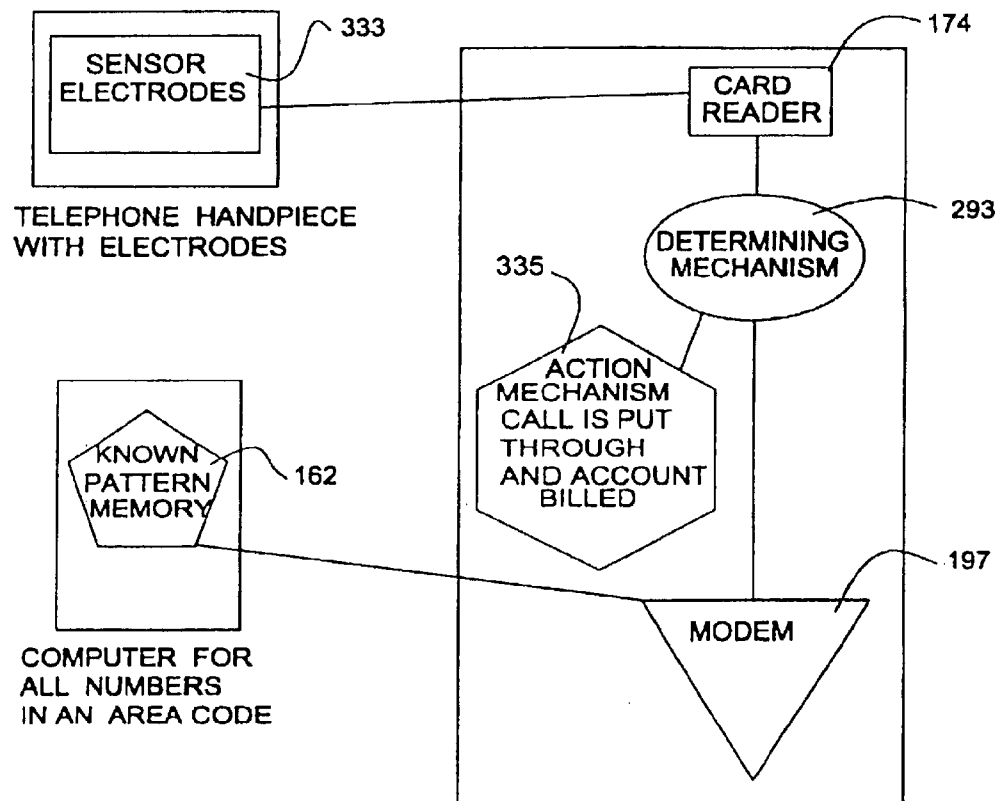 333
SENSOR
ELECTRODES
TELEPHONE HANDPIECE
WITH ELECTRODES
174
CARD
READER
293
DETERMINING
MECHANISM
335
ACTION
MECHANISM
CALL IS PUT
THROUGH
AND ACCOUNT
BILLED
KNOWN
PATTERN
MEMORY
162
COMPUTER FOR
ALL NUMBERS
IN AN AREA CODE
197
MODEM